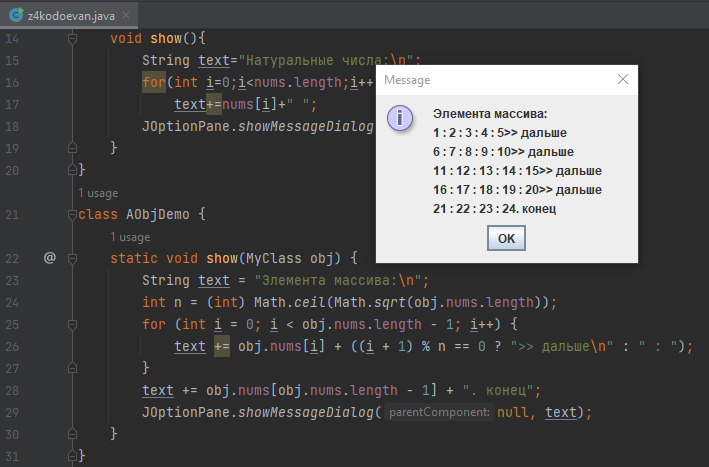 z4kodoevan.java
14 void show(){
15 String text="Натуральные числа:\n";
16 for(int i=0;i<nums.length;i++
17 text+=nums[i]+" ";
18 JOptionPane.showMessageDialog
19 }
20 }
1 usage
21 class AObjDemo {
1 usage
22 @ static void show(MyClass obj) {
23 String text = "Элемента массива:\n";
24 int n = (int) Math.ceil(Math.sqrt(obj.nums.length));
25 for (int i = 0; i < obj.nums.length - 1; i++) {
26 text += obj.nums[i] + ((i + 1) % n == 0 ? ">> дальше\n" : " : ");
27 }
28 text += obj.nums[obj.nums.length - 1] + ". конец";
29 JOptionPane.showMessageDialog( parentComponent: null, text);
30 }
31 }
Message
Элемента массива:
1 : 2 : 3 : 4 : 5>> дальше
6 : 7 : 8 : 9 : 10>> дальше
11 : 12 : 13 : 14 : 15>> дальше
16 : 17 : 18 : 19 : 20>> дальше
21 : 22 : 23 : 24. конец
OK